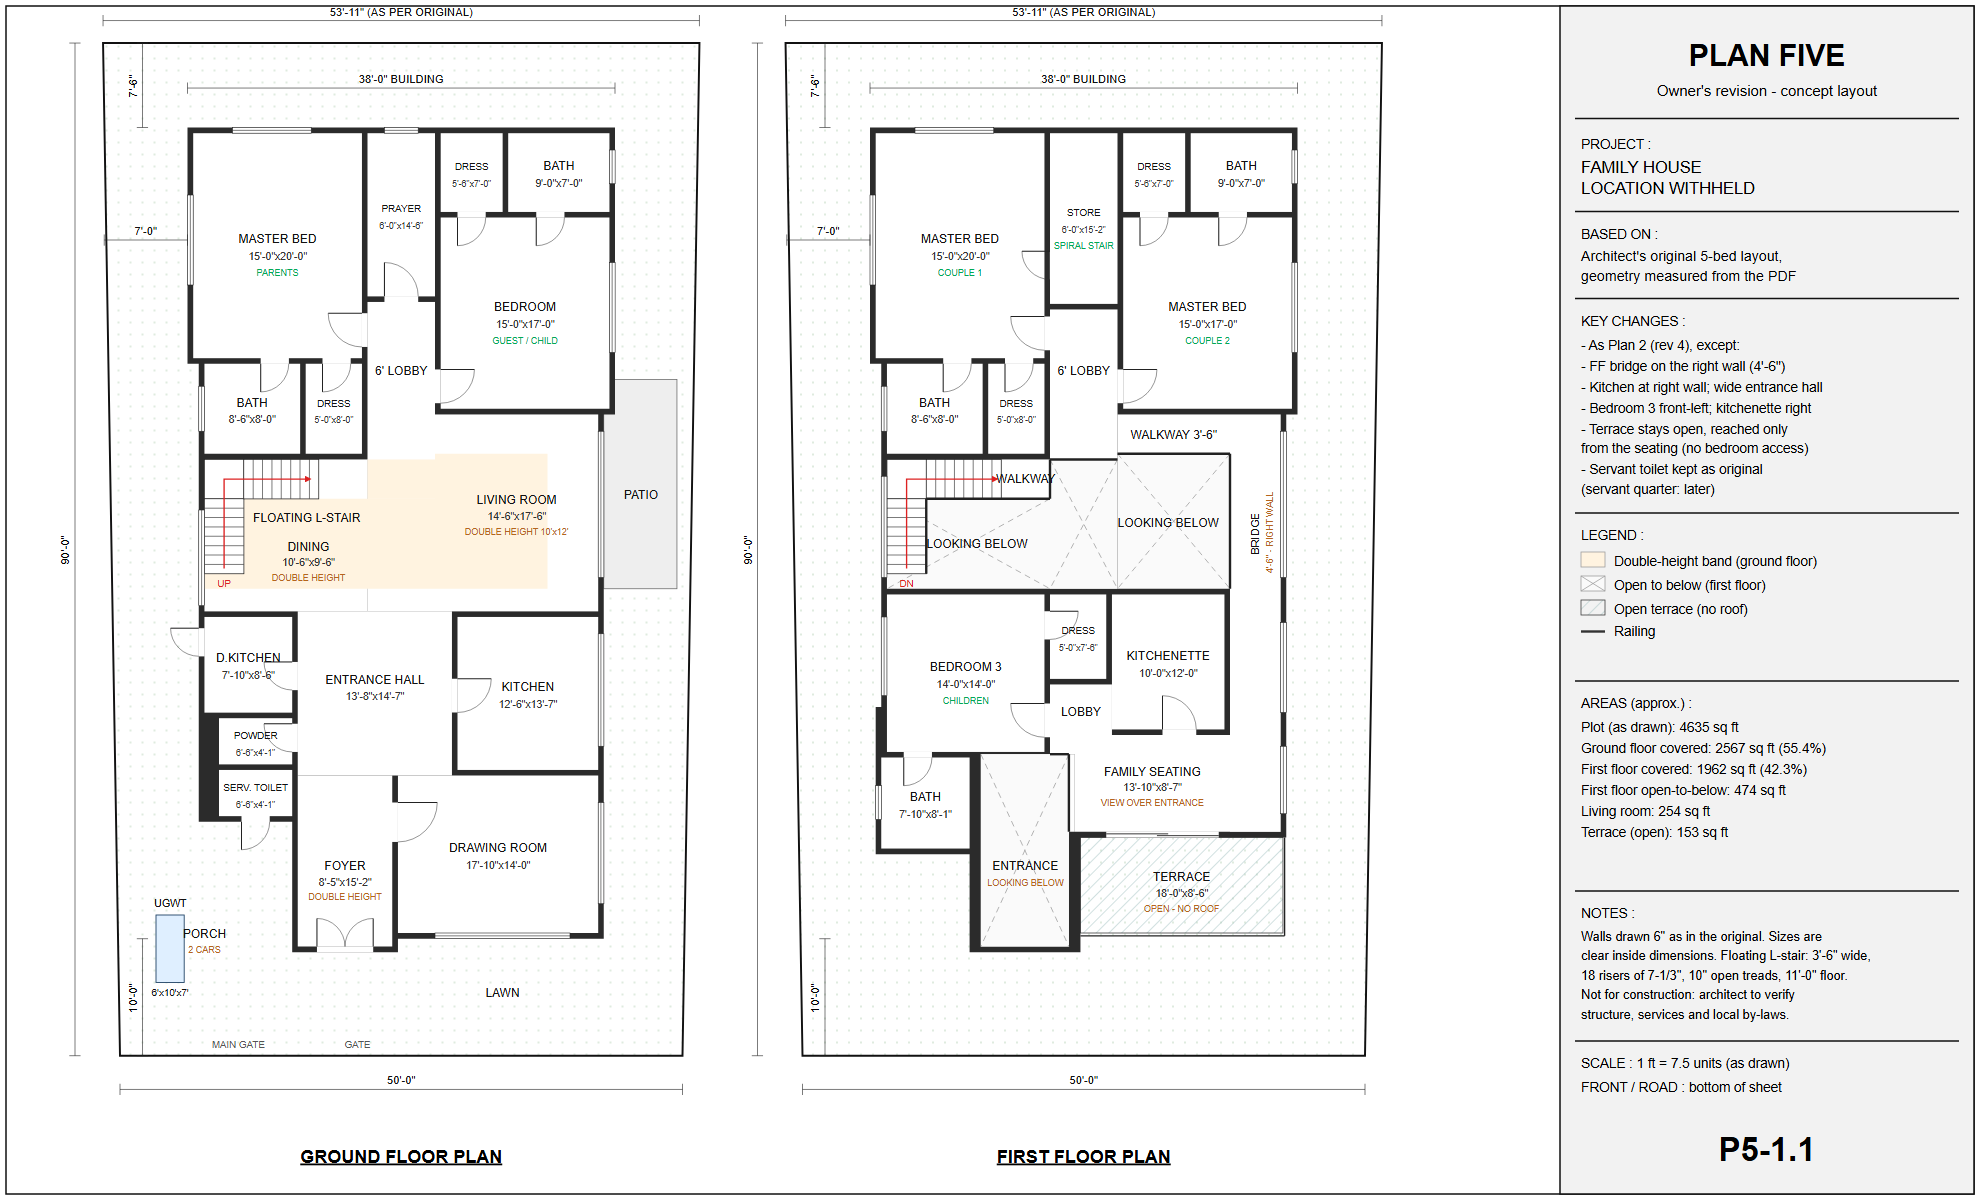 53'-11" (AS PER ORIGINAL)
38'-0" BUILDING
7'-6"
7'-0"
90'-0"
10'-0"
MASTER BED
15'-0"x20'-0"
PARENTS
PRAYER
6'-0"x14'-6"
DRESS
5'-6"x7'-0"
BATH
9'-0"x7'-0"
BEDROOM
15'-0"x17'-0"
GUEST / CHILD
6' LOBBY
BATH
8'-6"x8'-0"
DRESS
5'-0"x8'-0"
FLOATING L-STAIR
DINING
10'-6"x9'-6"
DOUBLE HEIGHT
UP
LIVING ROOM
14'-6"x17'-6"
DOUBLE HEIGHT 10'x12'
PATIO
D.KITCHEN
7'-10"x8'-6"
ENTRANCE HALL
13'-8"x14'-7"
KITCHEN
12'-6"x13'-7"
POWDER
6'-6"x4'-1"
SERV. TOILET
6'-6"x4'-1"
FOYER
8'-5"x15'-2"
DOUBLE HEIGHT
DRAWING ROOM
17'-10"x14'-0"
UGWT
PORCH
2 CARS
6'x10'x7'
LAWN
MAIN GATE
GATE
50'-0"
GROUND FLOOR PLAN
53'-11" (AS PER ORIGINAL)
38'-0" BUILDING
7'-6"
7'-0"
90'-0"
10'-0"
MASTER BED
15'-0"x20'-0"
COUPLE 1
STORE
6'-0"x15'-2"
SPIRAL STAIR
DRESS
5'-6"x7'-0"
BATH
9'-0"x7'-0"
MASTER BED
15'-0"x17'-0"
COUPLE 2
6' LOBBY
BATH
8'-6"x8'-0"
DRESS
5'-0"x8'-0"
WALKWAY 3'-6"
WALKWAY
LOOKING BELOW
LOOKING BELOW
DN
BRIDGE
4'-6" - RIGHT WALL
BEDROOM 3
14'-0"x14'-0"
CHILDREN
DRESS
5'-0"x7'-6"
KITCHENETTE
10'-0"x12'-0"
LOBBY
FAMILY SEATING
13'-10"x8'-7"
VIEW OVER ENTRANCE
BATH
7'-10"x8'-1"
ENTRANCE
LOOKING BELOW
TERRACE
18'-0"x8'-6"
OPEN - NO ROOF
50'-0"
FIRST FLOOR PLAN
PLAN FIVE
Owner's revision - concept layout
PROJECT :
FAMILY HOUSE
LOCATION WITHHELD
BASED ON :
Architect's original 5-bed layout,
geometry measured from the PDF
KEY CHANGES :
- As Plan 2 (rev 4), except:
- FF bridge on the right wall (4'-6")
- Kitchen at right wall; wide entrance hall
- Bedroom 3 front-left; kitchenette right
- Terrace stays open, reached only
from the seating (no bedroom access)
- Servant toilet kept as original
(servant quarter: later)
LEGEND :
Double-height band (ground floor)
Open to below (first floor)
Open terrace (no roof)
Railing
AREAS (approx.) :
Plot (as drawn): 4635 sq ft
Ground floor covered: 2567 sq ft (55.4%)
First floor covered: 1962 sq ft (42.3%)
First floor open-to-below: 474 sq ft
Living room: 254 sq ft
Terrace (open): 153 sq ft
NOTES :
Walls drawn 6" as in the original. Sizes are
clear inside dimensions. Floating L-stair: 3'-6" wide,
18 risers of 7-1/3", 10" open treads, 11'-0" floor.
Not for construction: architect to verify
structure, services and local by-laws.
SCALE : 1 ft = 7.5 units (as drawn)
FRONT / ROAD : bottom of sheet
P5-1.1